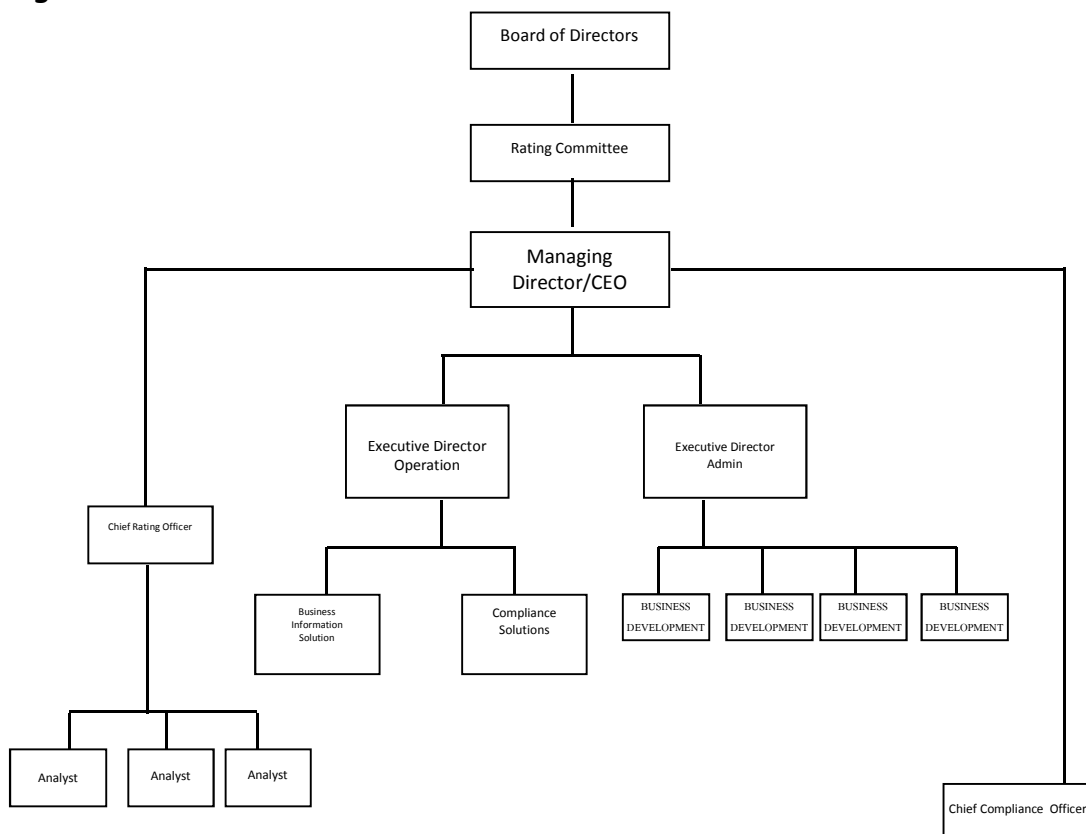 Board of Directors
Rating Committee
Managing
Director/CEO
Executive Director
Operation
Executive Director
Admin
Chief Rating Officer
Business
Information
Solution
Compliance
Solutions
BUSINESS
DEVELOPMENT
BUSINESS
DEVELOPMENT
BUSINESS
DEVELOPMENT
BUSINESS
DEVELOPMENT
Analyst
Analyst
Analyst
Chief Compliance Officer